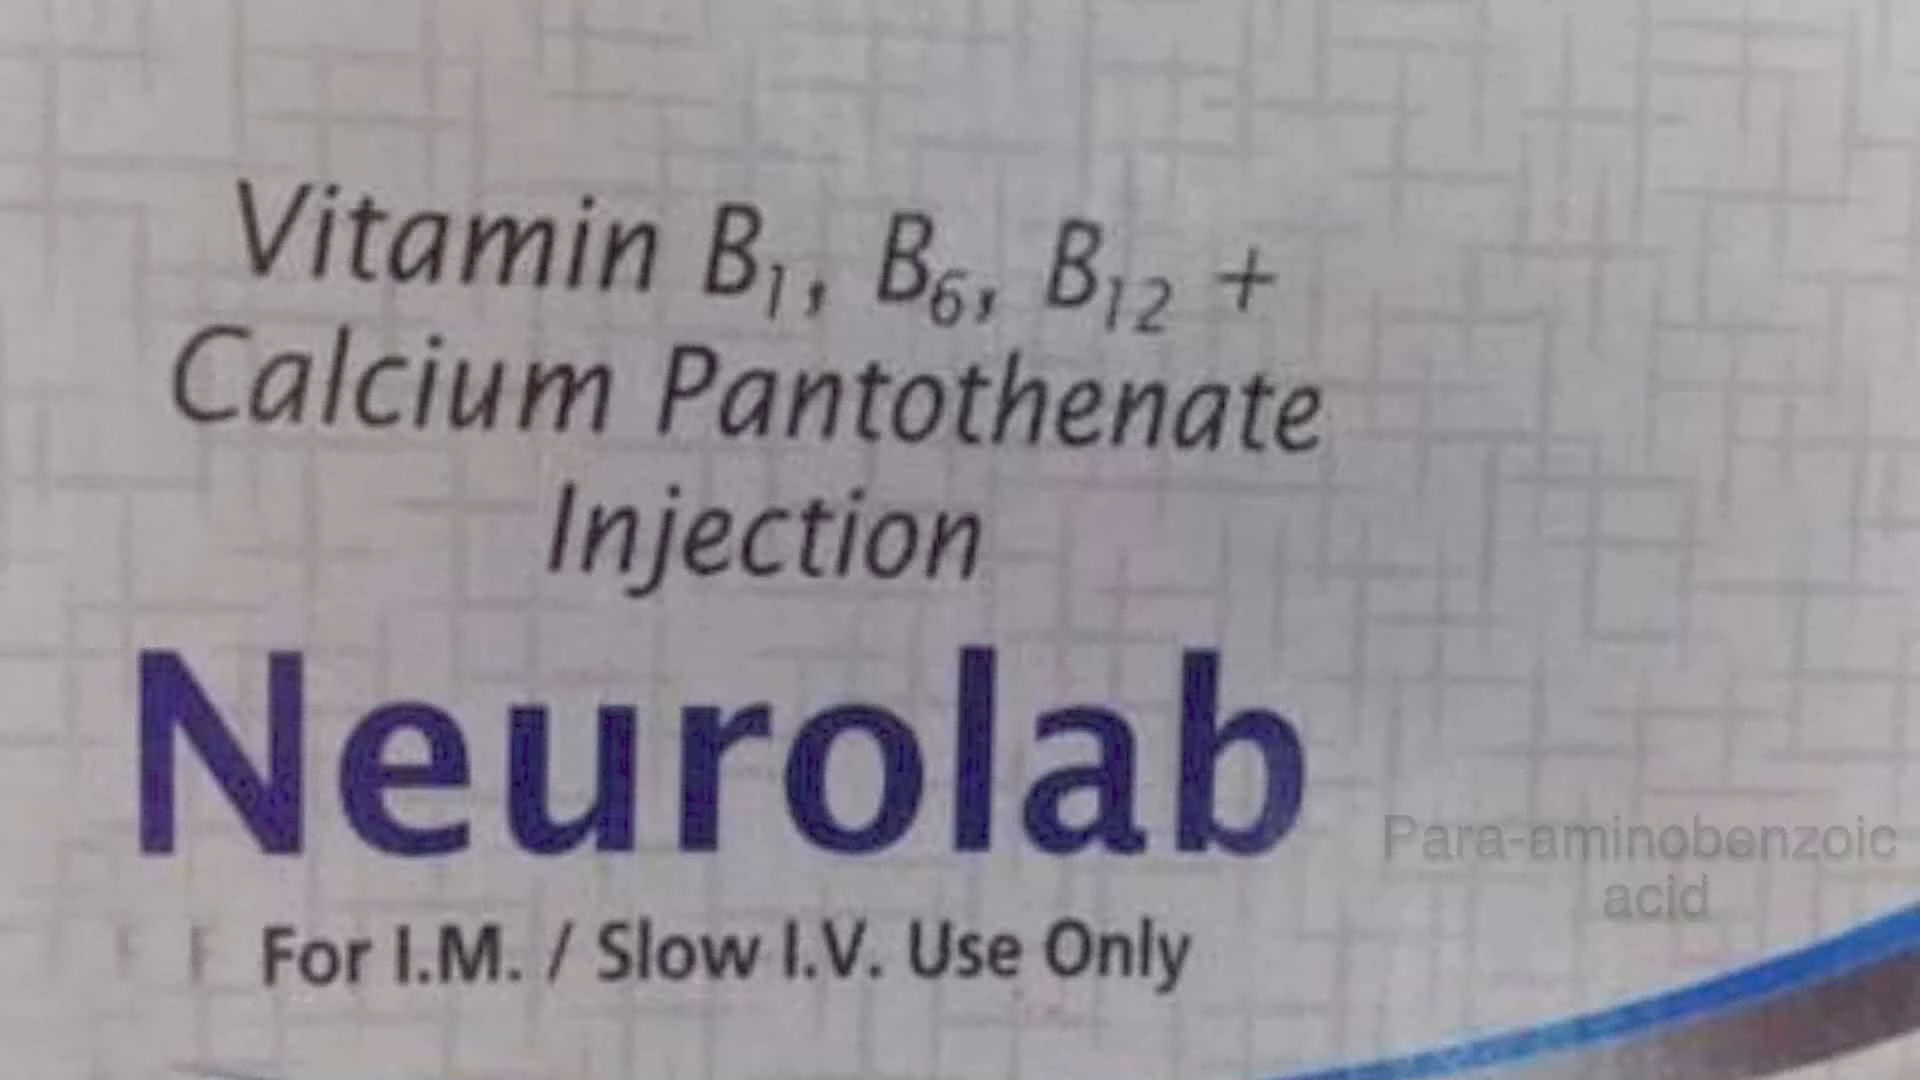 Vitamin B₁, B₆, B₁₂ +
Calcium Pantothenate
Injection
Neurolab
For I.M. / Slow I.V. Use Only
Para-aminobenzoic
acid